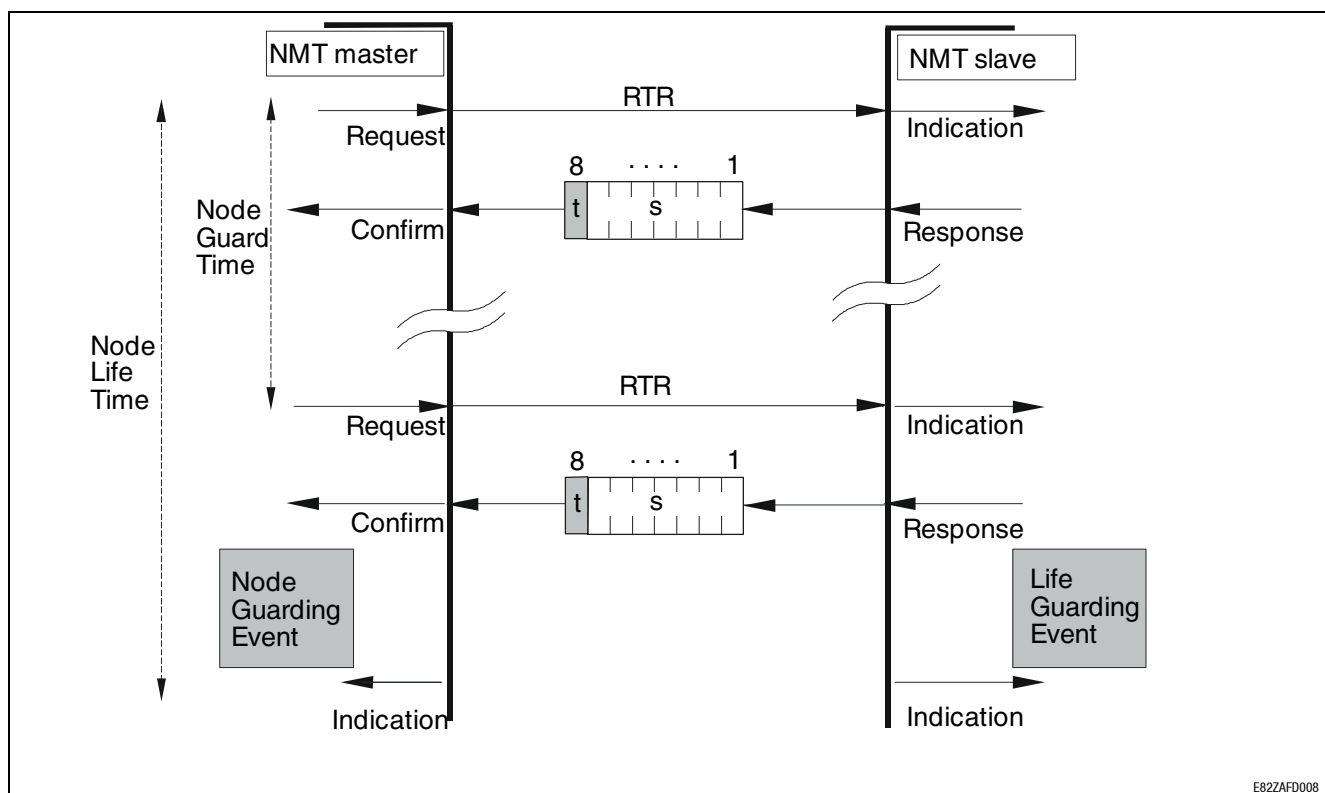 NMT master
NMT slave
RTR
Request
Indication
8 . . . . 1
t s
Node
Guard
Time
Confirm
Response
Node
Life
Time
RTR
Request
Indication
8 . . . . 1
t s
Confirm
Response
Node
Guarding
Event
Life
Guarding
Event
Indication
Indication
E82ZAFD008